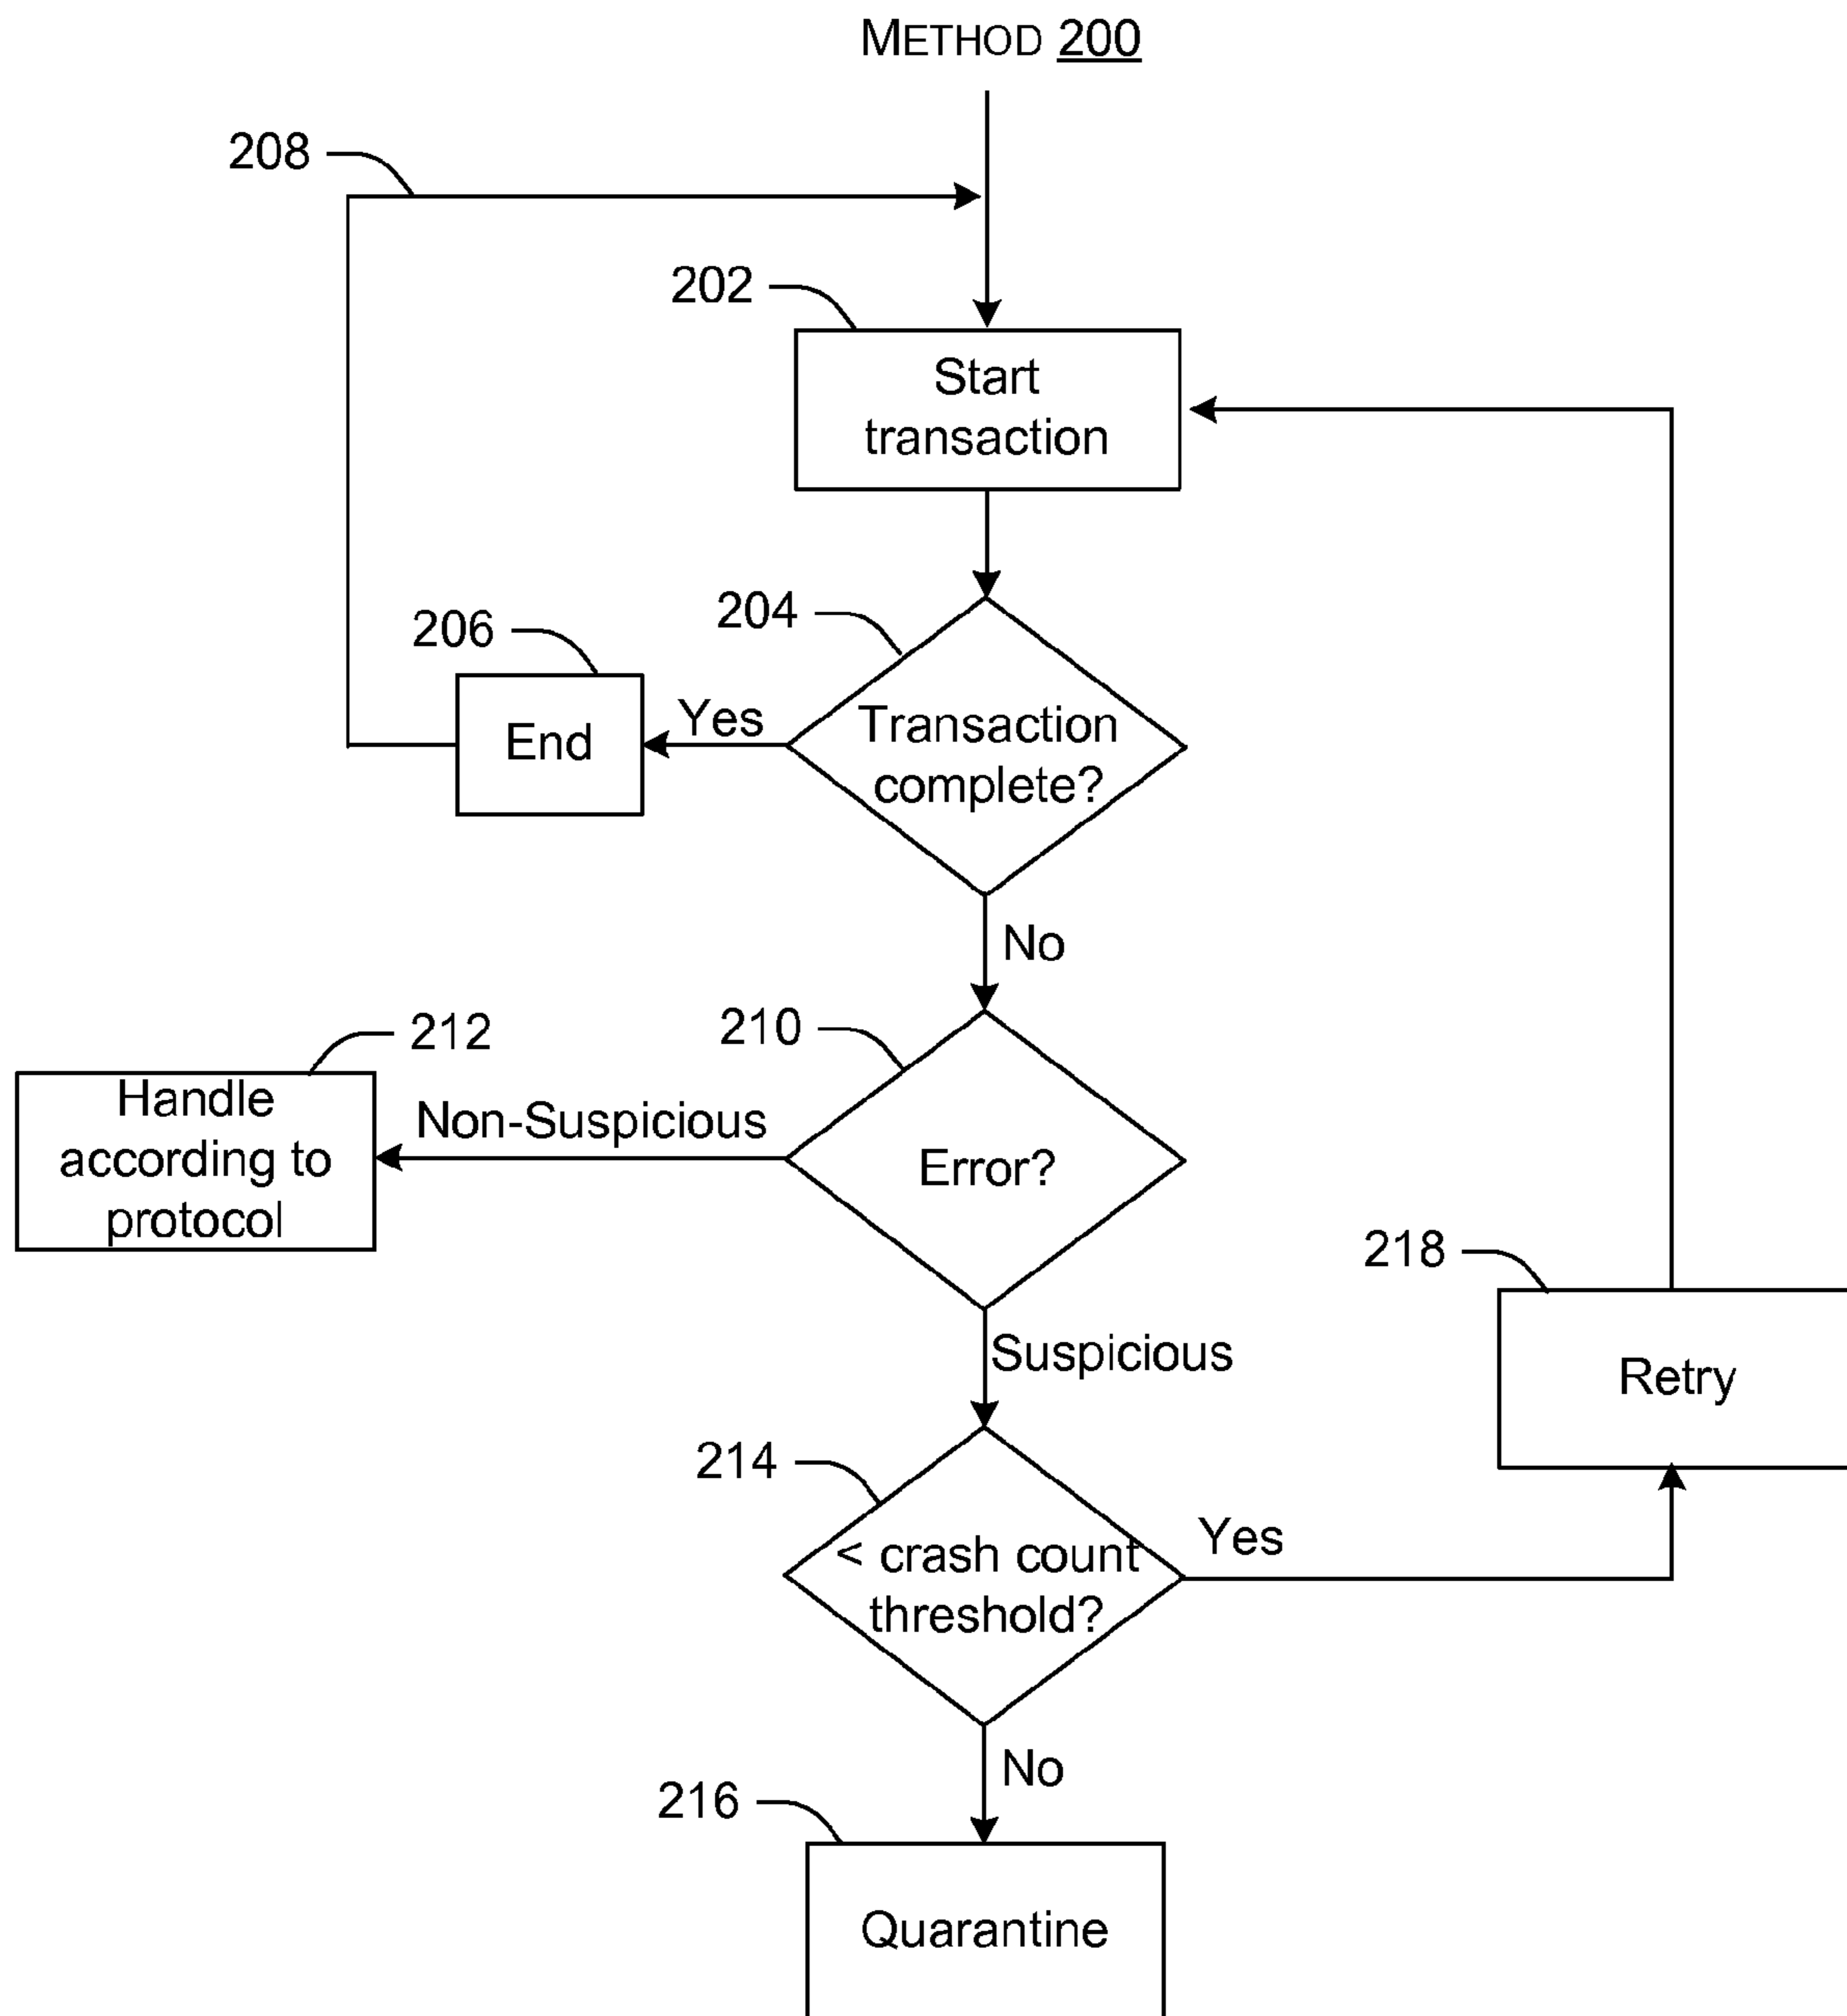 METHOD 200
208
202
Start
transaction
204
206
Yes
End
Transaction
complete?
No
212
210
Handle
according to
protocol
Non-Suspicious
Error?
218
Suspicious
Retry
214
Yes
< crash count
threshold?
No
216
Quarantine